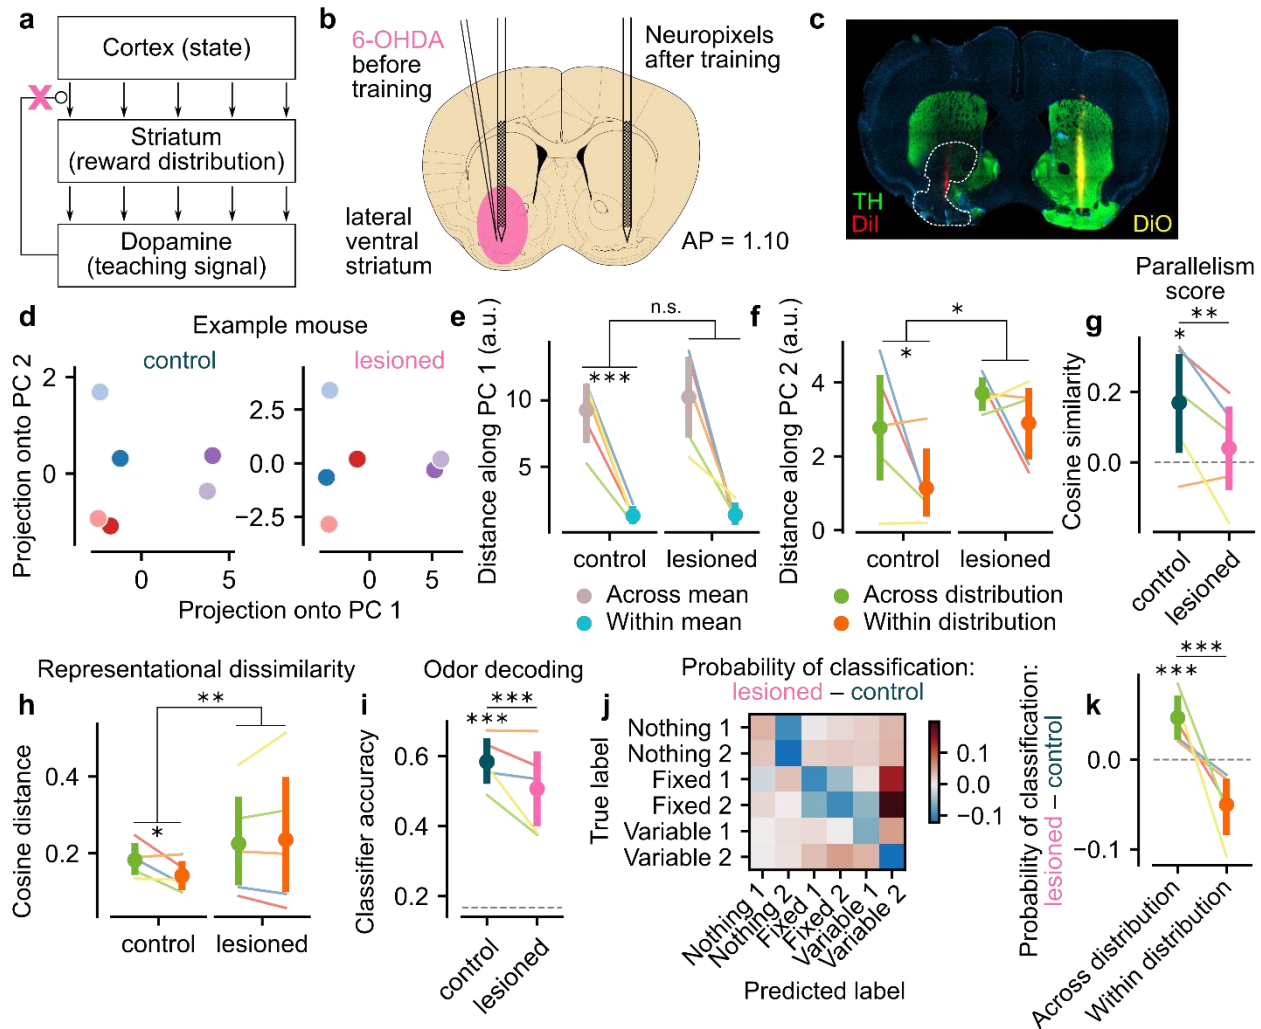 a
Cortex (state)
X
Striatum
(reward distribution)
Dopamine
(teaching signal)
b
6-OHDA
before
training
Neuropixels
after training
lateral
ventral
striatum
AP = 1.10
c
TH
DiI
DiO
d
Example mouse
control
lesioned
Projection onto PC 2
2
0
2.5
0.0
−2.5
0
5
0
5
Projection onto PC 1
e
Distance along PC 1 (a.u.)
n.s.
***
10
5
control
lesioned
Across mean
Within mean
f
Distance along PC 2 (a.u.)
*
*
4
2
0
control
lesioned
Across distribution
Within distribution
g
Parallelism
score
**
*
Cosine similarity
0.2
0.0
control
lesioned
Representational dissimilarity
h
**
*
Cosine distance
0.4
0.2
control
lesioned
Odor decoding
i
***
***
Classifier accuracy
0.6
0.4
0.2
control
lesioned
Probability of classification:
lesioned – control
j
True label
Nothing 1
Nothing 2
Fixed 1
Fixed 2
Variable 1
Variable 2
Nothing 1
Nothing 2
Fixed 1
Fixed 2
Variable 1
Variable 2
Predicted label
0.1
0.0
−0.1
k
Probability of classification:
lesioned – control
***
***
0.0
−0.1
Across distribution
Within distribution